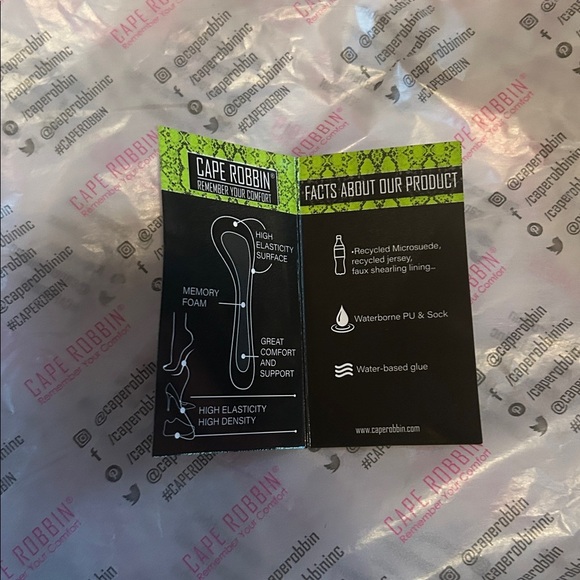 CAPE ROBBIN®
REMEMBER YOUR COMFORT
HIGH
ELASTICITY
SURFACE
MEMORY
FOAM
GREAT
COMFORT
AND
SUPPORT
HIGH ELASTICITY
HIGH DENSITY
FACTS ABOUT OUR PRODUCT
•Recycled Microsuede,
recycled jersey,
faux shearling lining...
Waterborne PU & Sock
Water-based glue
www.caperobbin.com
CAPE ROBBIN®
Remember Your Comfort
@caperobbininc
/caperobbininc
@caperobbin
#CAPEROBBIN